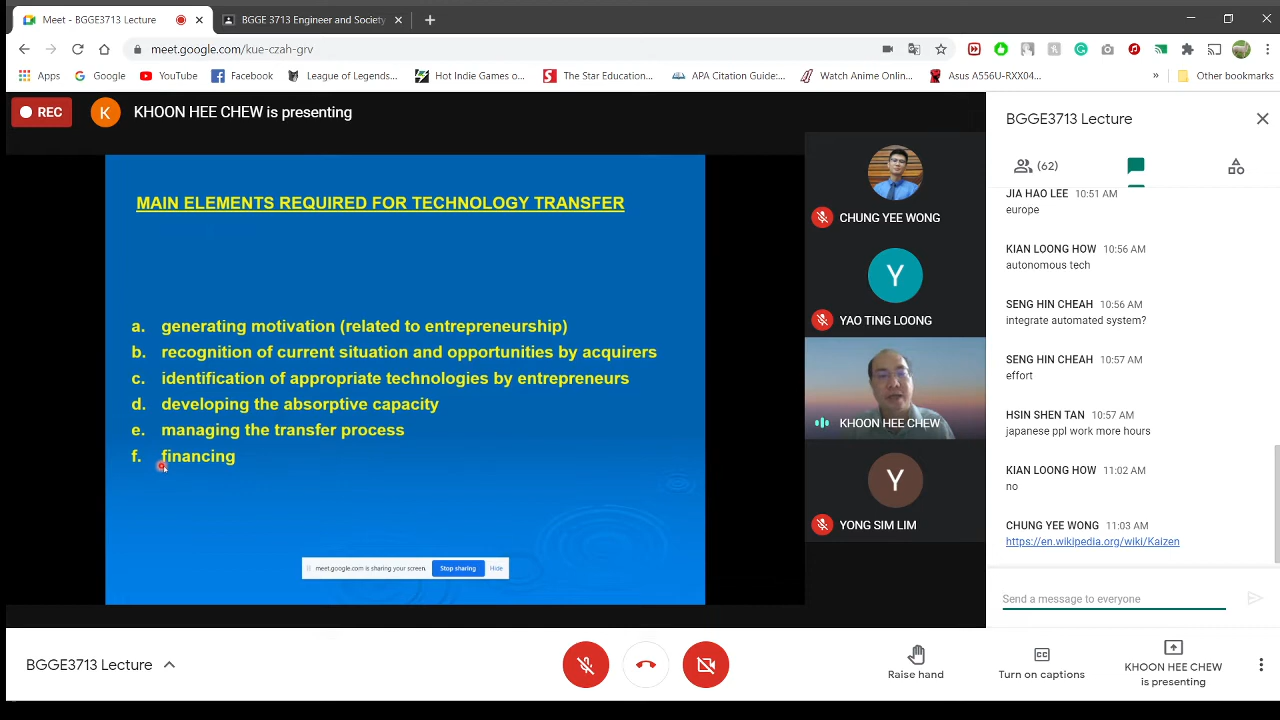 Meet - BGGE3713 Lecture
BGGE 3713 Engineer and Society
meet.google.com/kue-czah-grv
Apps
Google
YouTube
Facebook
League of Legends...
Hot Indie Games o...
The Star Education...
APA Citation Guide:...
Watch Anime Onlin...
Asus A556U-RXX04...
»
Other bookmarks
REC
K
KHOON HEE CHEW is presenting
MAIN ELEMENTS REQUIRED FOR TECHNOLOGY TRANSFER
a. generating motivation (related to entrepreneurship)
b. recognition of current situation and opportunities by acquirers
c. identification of appropriate technologies by entrepreneurs
d. developing the absorptive capacity
e. managing the transfer process
f. financing
meet.google.com is sharing your screen.
Stop sharing
Hide
CHUNG YEE WONG
Y
YAO TING LOONG
KHOON HEE CHEW
Y
YONG SIM LIM
BGGE3713 Lecture
(62)
JIA HAO LEE 10:51 AM
europe
KIAN LOONG HOW 10:56 AM
autonomous tech
SENG HIN CHEAH 10:56 AM
integrate automated system?
SENG HIN CHEAH 10:57 AM
effort
HSIN SHEN TAN 10:57 AM
japanese ppl work more hours
KIAN LOONG HOW 11:02 AM
no
CHUNG YEE WONG 11:03 AM
https://en.wikipedia.org/wiki/Kaizen
Send a message to everyone
BGGE3713 Lecture
Raise hand
Turn on captions
KHOON HEE CHEW
is presenting